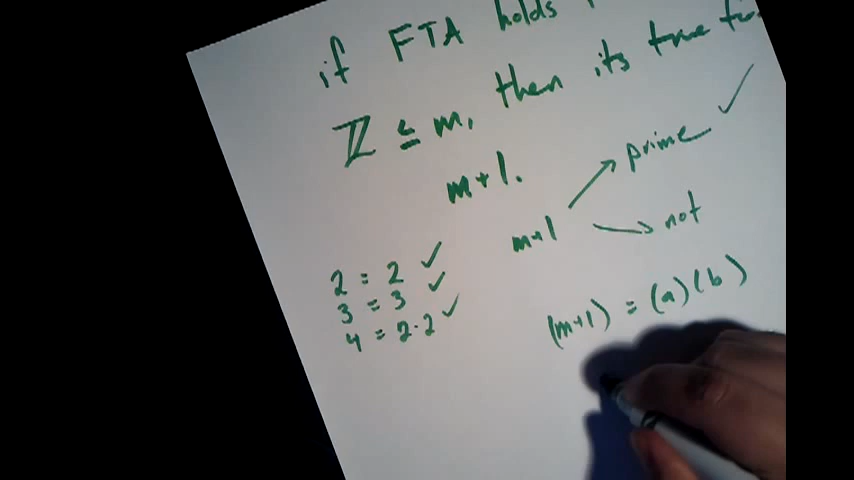 if FTA holds
ℤ ≤ m, then its true for
m+1.
m+1 → prime ✓
→ not
2 = 2 ✓
3 = 3 ✓
4 = 2·2 ✓
(m+1) = (a)(b)